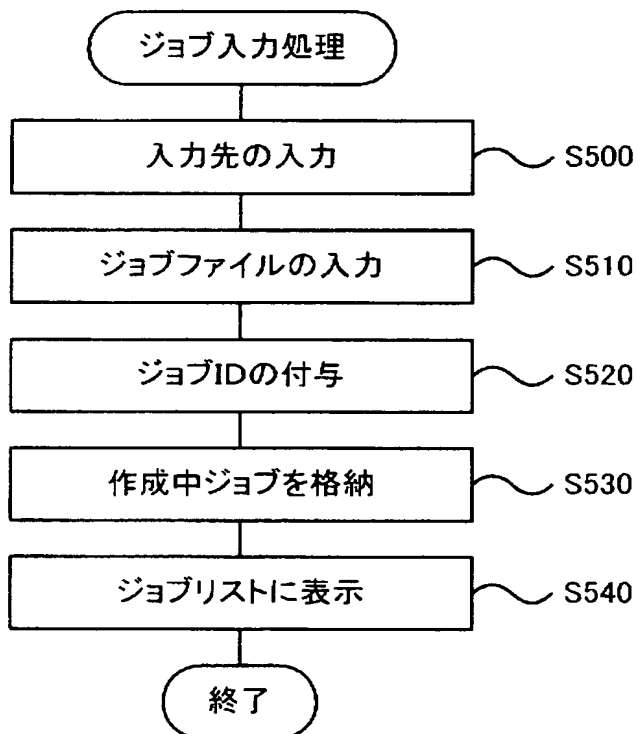 ジョブ入力処理
入力先の入力
S500
ジョブファイルの入力
S510
ジョブIDの付与
S520
作成中ジョブを格納
S530
ジョブリストに表示
S540
終了